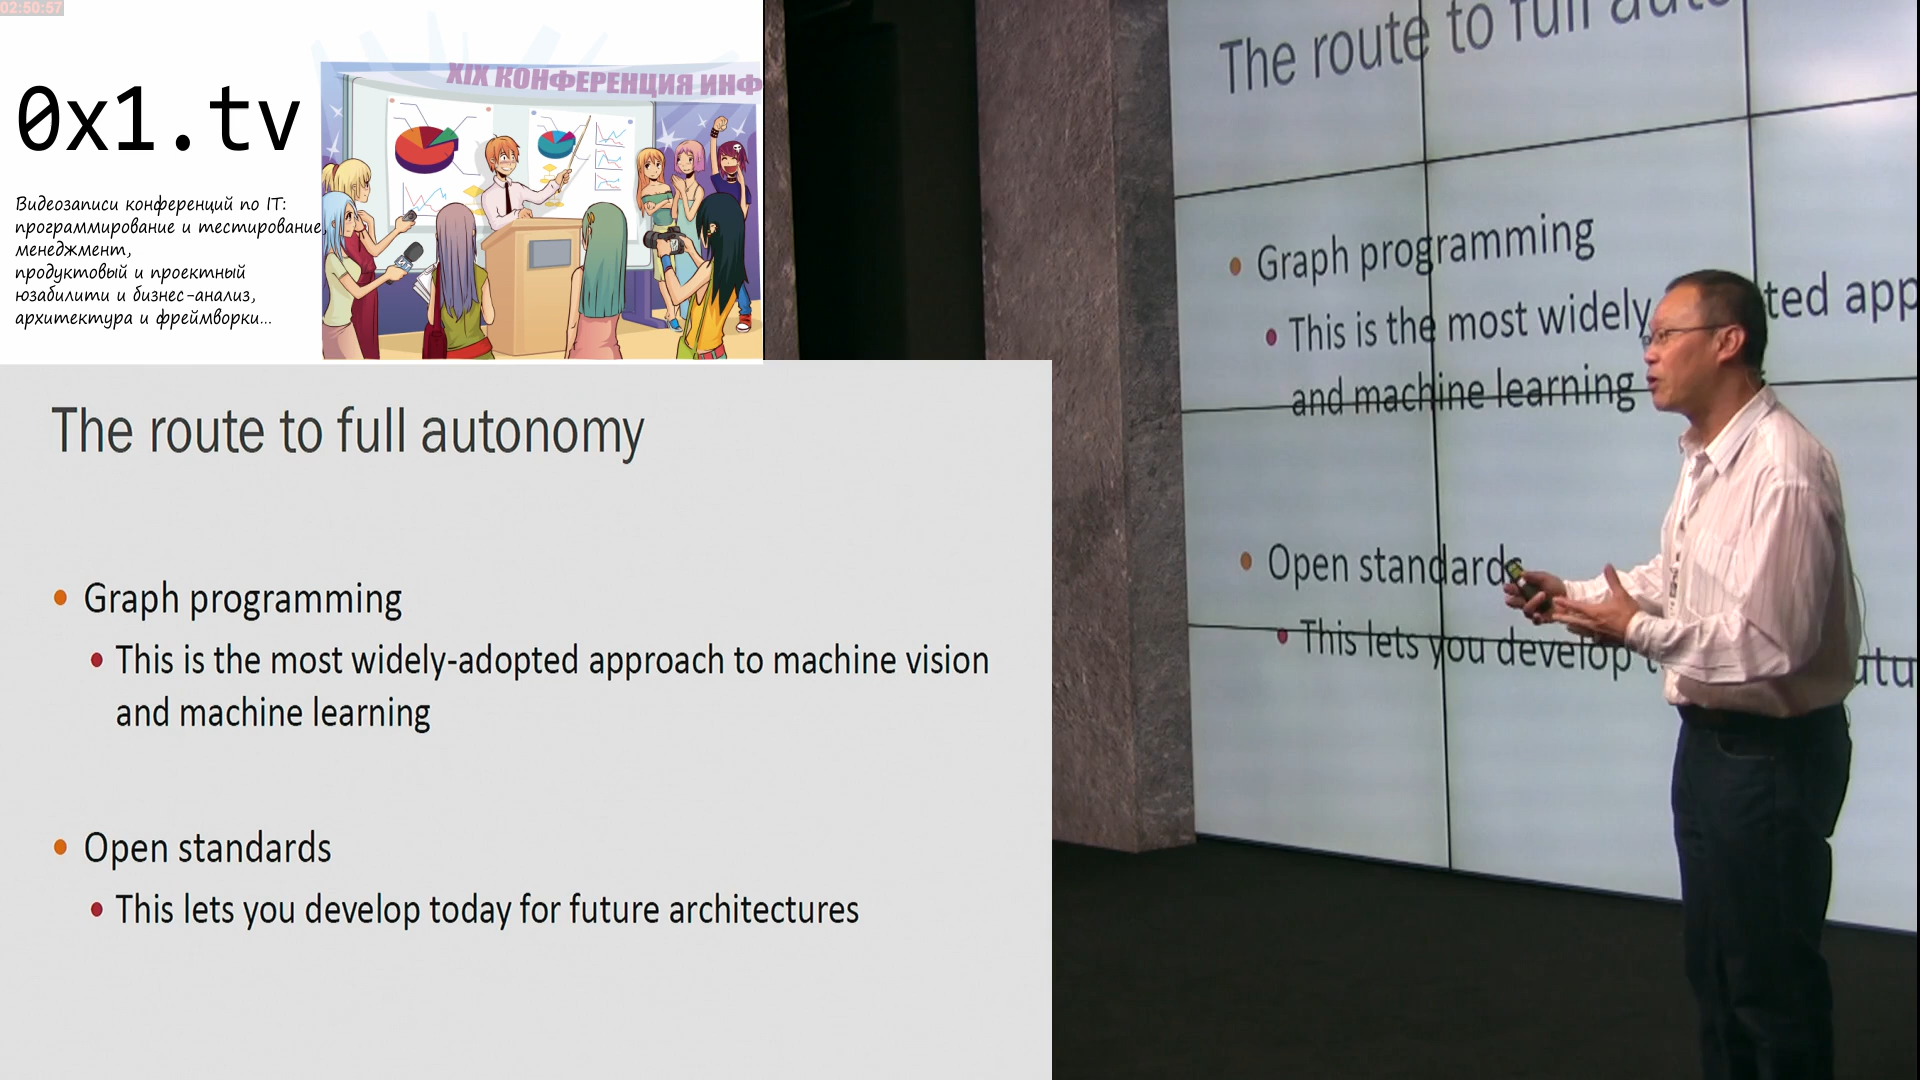 02:50:57
0x1.tv
Видеозаписи конференций по IT:
программирование и тестирование,
менеджмент,
продуктовый и проектный
юзабилити и бизнес-анализ,
архитектура и фреймворки...
XIX КОНФЕРЕНЦИЯ ИНФ
The route to full autonomy
Graph programming
This is the most widely-adopted approach to machine vision
and machine learning
Open standards
This lets you develop today for future architectures
The route to full
Graph programming
This is the most widely ted app
and machine learning
Open standards
This lets you develop